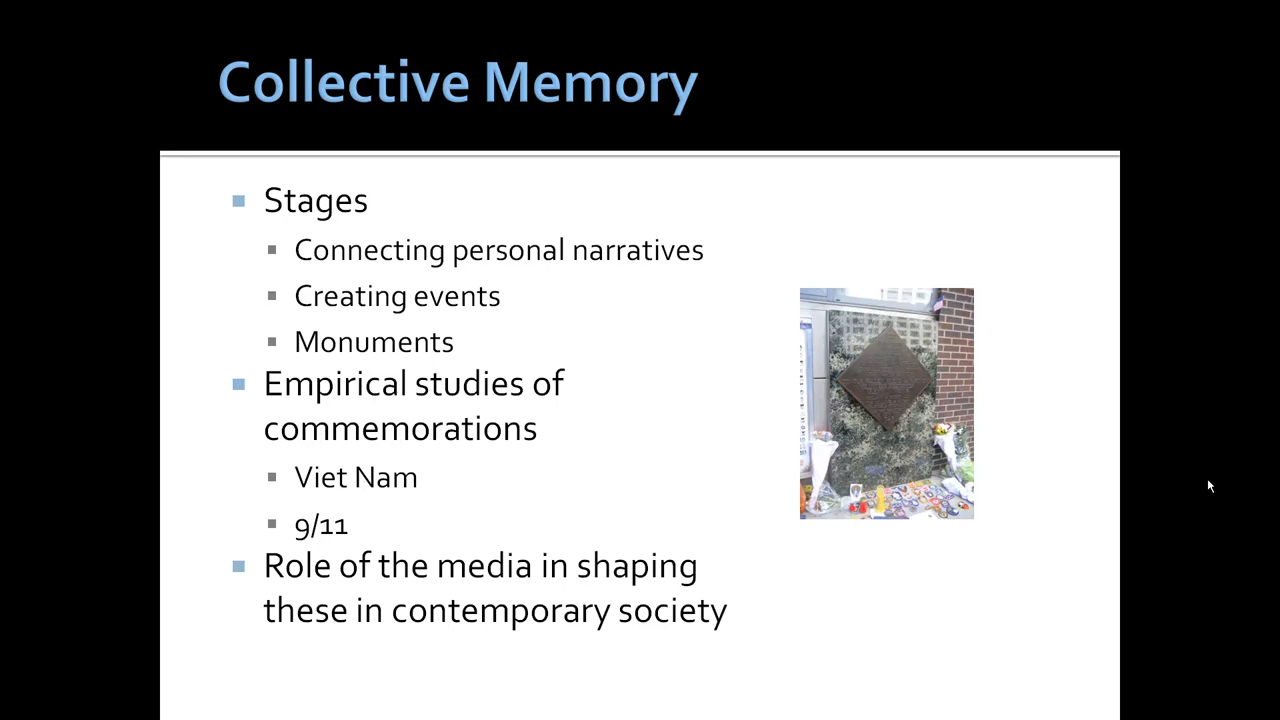 Collective Memory
Stages
Connecting personal narratives
Creating events
Monuments
Empirical studies of
commemorations
Viet Nam
9/11
Role of the media in shaping
these in contemporary society